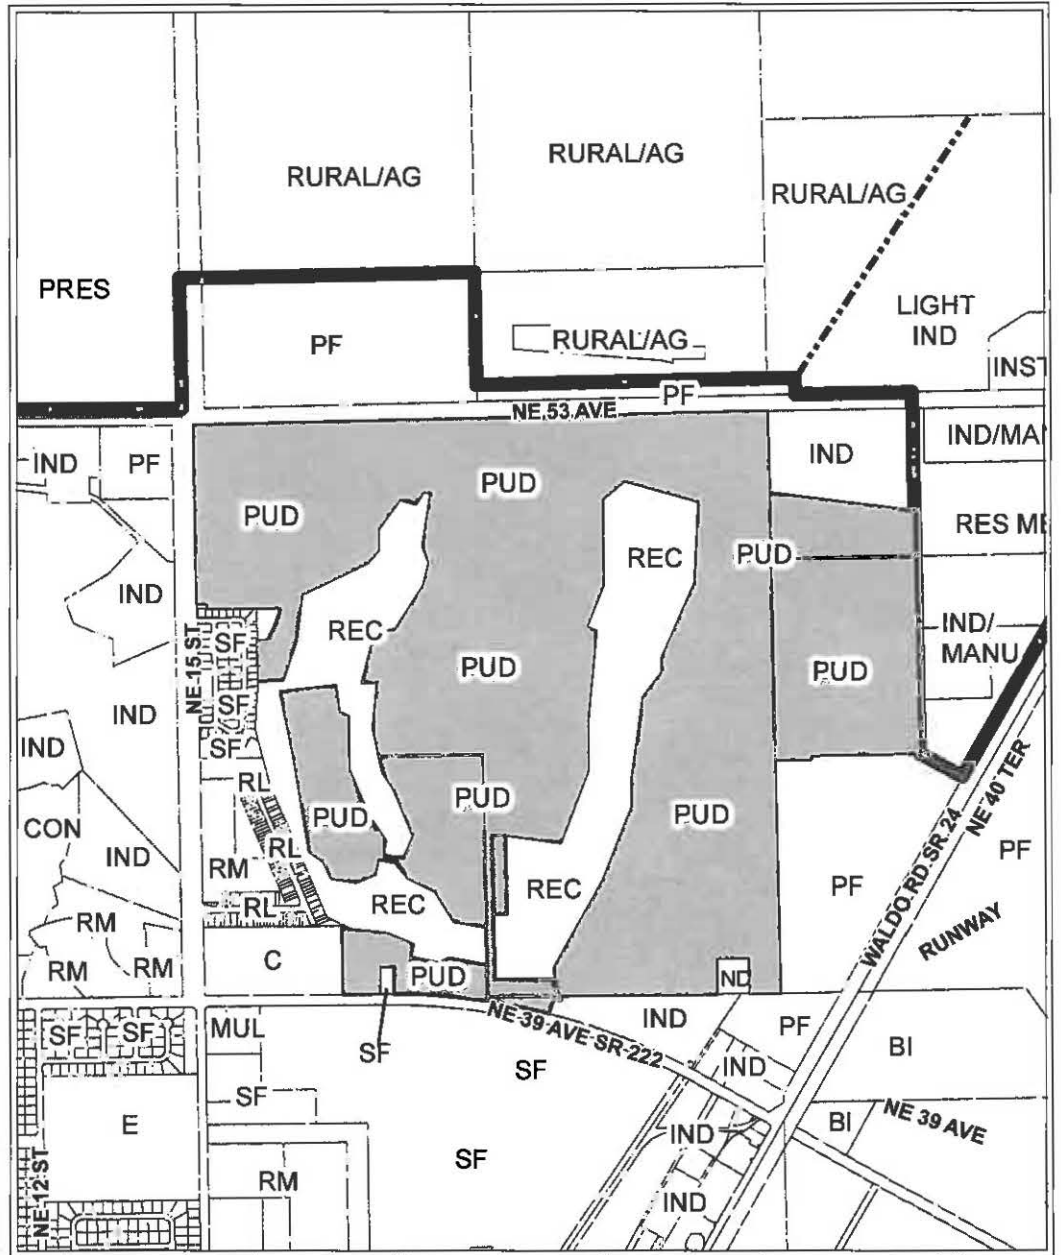 RURAL/AG
RURAL/AG
RURAL/AG
PRES
LIGHT
IND
PF
RURAL/AG
INST
PF
NE 53 AVE
IND/MA
IND
PF
IND
PUD
PUD
RES M
REC
PUD
IND
REC
SF
IND/
MANU
NE 15 ST
PUD
PUD
SF
IND
IND
SF
RL
PUD
NE 40 TER
PUD
PUD
CON
IND
RL
WALDO RD SR 24
PF
RM
REC
PF
RL
REC
RM
RUNWAY
C
RM
RM
PUD
ND
NE 39 AVE SR 222
IND
PF
SF
SF
MUL
SF
SF
BI
IND
SF
E
BI
NE 39 AVE
IND
NE 12 ST
SF
RM
IND